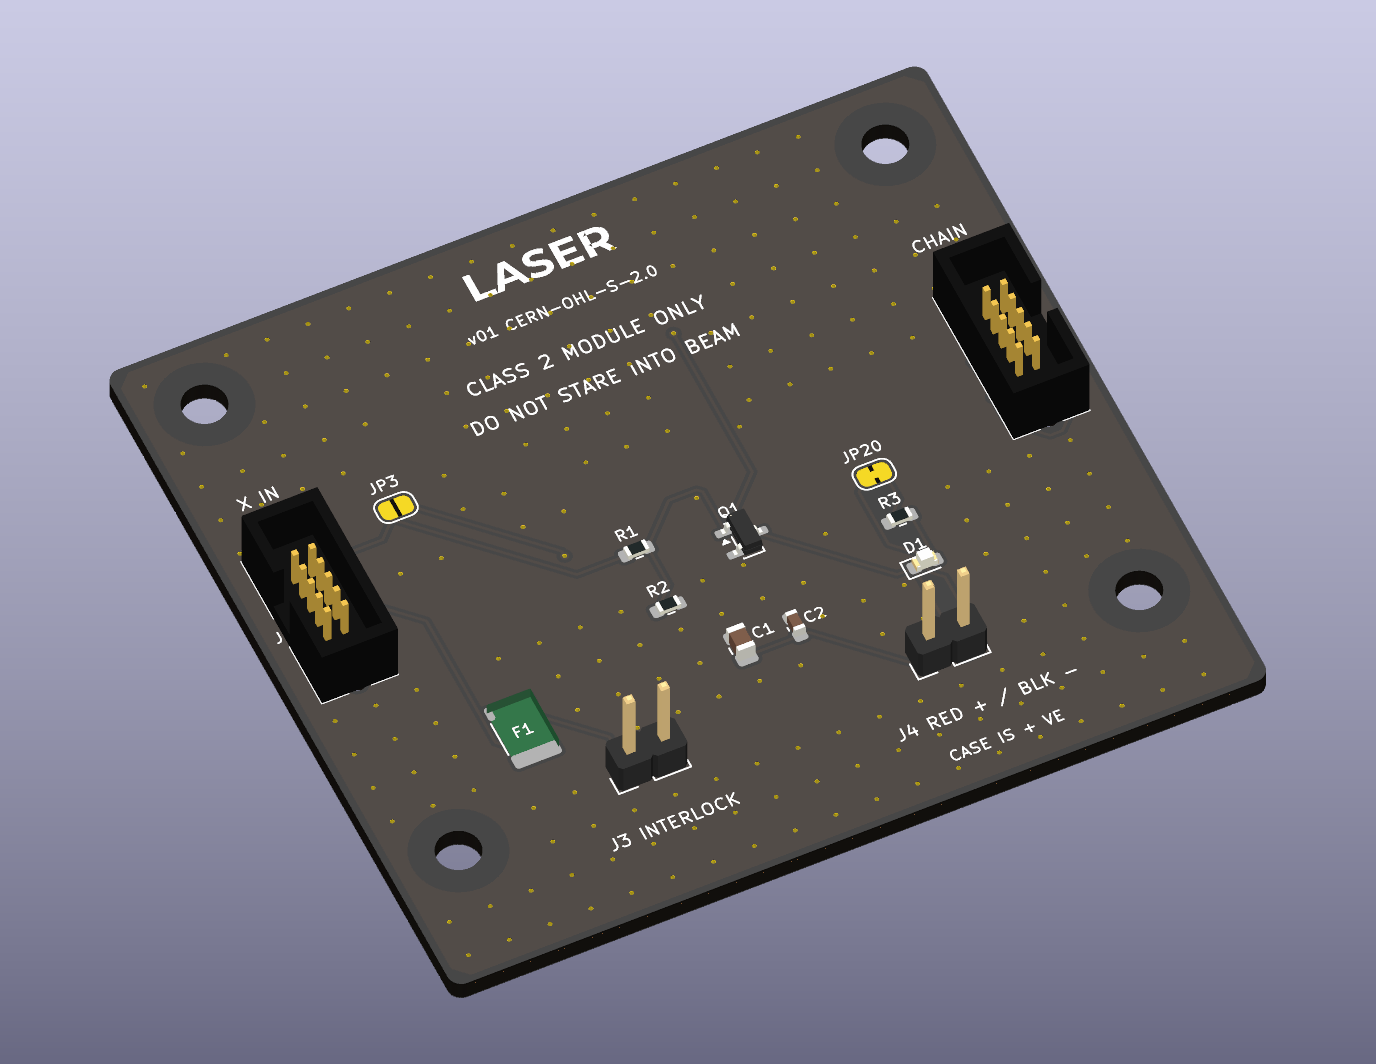 LASER
v01 CERN-OHL-S-2.0
CLASS 2 MODULE ONLY
DO NOT STARE INTO BEAM
CHAIN
X IN
JP3
JP20
R3
Q1
R1
D1
R2
C1
C2
F1
J4 RED + / BLK -
CASE IS + VE
J3 INTERLOCK